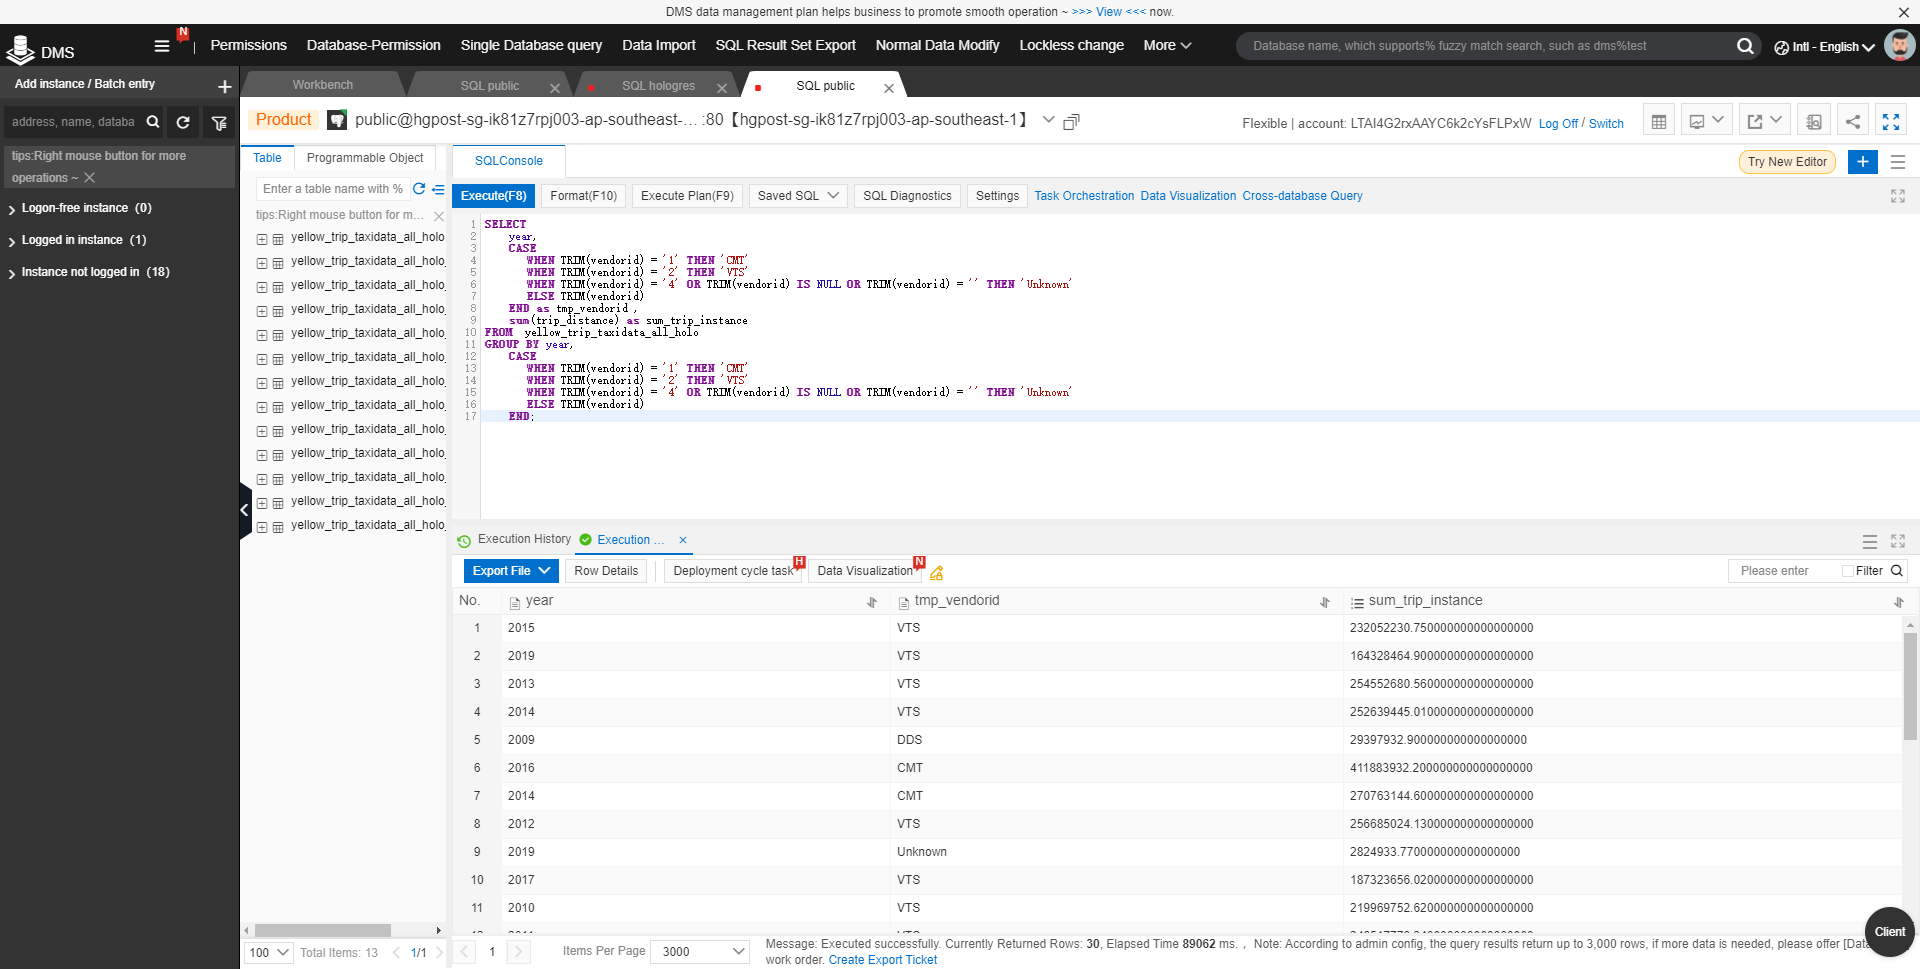 DMS data management plan helps business to promote smooth operation ~ >>> View <<< now.
DMS
N
Permissions Database-Permission Single Database query Data Import SQL Result Set Export Normal Data Modify Lockless change More
Database name, which supports% fuzzy match search, such as dms%test
Intl - English
Add instance / Batch entry
Workbench SQL public SQL hologres SQL public
address, name, databa
Product public@hgpost-sg-ik81z7rpj003-ap-southeast-... :80【hgpost-sg-ik81z7rpj003-ap-southeast-1】
Flexible | account: LTAI4G2rxAAYC6k2cYsFLPxW Log Off / Switch
tips:Right mouse button for more
operations ~
Logon-free instance (0)
Logged in instance (1)
Instance not logged in (18)
Table Programmable Object
Enter a table name with %
tips:Right mouse button for m...
yellow_trip_taxidata_all_holo
yellow_trip_taxidata_all_holo_
yellow_trip_taxidata_all_holo_
yellow_trip_taxidata_all_holo_
yellow_trip_taxidata_all_holo_
yellow_trip_taxidata_all_holo_
yellow_trip_taxidata_all_holo_
yellow_trip_taxidata_all_holo_
yellow_trip_taxidata_all_holo_
yellow_trip_taxidata_all_holo_
yellow_trip_taxidata_all_holo_
yellow_trip_taxidata_all_holo_
yellow_trip_taxidata_all_holo_
100 Total Items: 13 1/1
SQLConsole
Try New Editor
Execute(F8) Format(F10) Execute Plan(F9) Saved SQL SQL Diagnostics Settings Task Orchestration Data Visualization Cross-database Query
1 SELECT
2 year,
3 CASE
4 WHEN TRIM(vendorid) = '1' THEN 'CMT'
5 WHEN TRIM(vendorid) = '2' THEN 'VTS'
6 WHEN TRIM(vendorid) = '4' OR TRIM(vendorid) IS NULL OR TRIM(vendorid) = '' THEN 'Unknown'
7 ELSE TRIM(vendorid)
8 END as tmp_vendorid ,
9 sum(trip_distance) as sum_trip_instance
10 FROM yellow_trip_taxidata_all_holo
11 GROUP BY year,
12 CASE
13 WHEN TRIM(vendorid) = '1' THEN 'CMT'
14 WHEN TRIM(vendorid) = '2' THEN 'VTS'
15 WHEN TRIM(vendorid) = '4' OR TRIM(vendorid) IS NULL OR TRIM(vendorid) = '' THEN 'Unknown'
16 ELSE TRIM(vendorid)
17 END;
Execution History Execution ...
Export File Row Details Deployment cycle task H Data Visualization N
Please enter Filter
No. year tmp_vendorid sum_trip_instance
1 2015 VTS 232052230.750000000000000000
2 2019 VTS 164328464.900000000000000000
3 2013 VTS 254552680.560000000000000000
4 2014 VTS 252639445.010000000000000000
5 2009 DDS 29397932.900000000000000000
6 2016 CMT 411883932.200000000000000000
7 2014 CMT 270763144.600000000000000000
8 2012 VTS 256685024.130000000000000000
9 2019 Unknown 2824933.770000000000000000
10 2017 VTS 187323656.020000000000000000
11 2010 VTS 219969752.620000000000000000
1 Items Per Page 3000
Message: Executed successfully. Currently Returned Rows: 30, Elapsed Time 89062 ms. , Note: According to admin config, the query results return up to 3,000 rows, if more data is needed, please offer [Da
work order. Create Export Ticket
Client